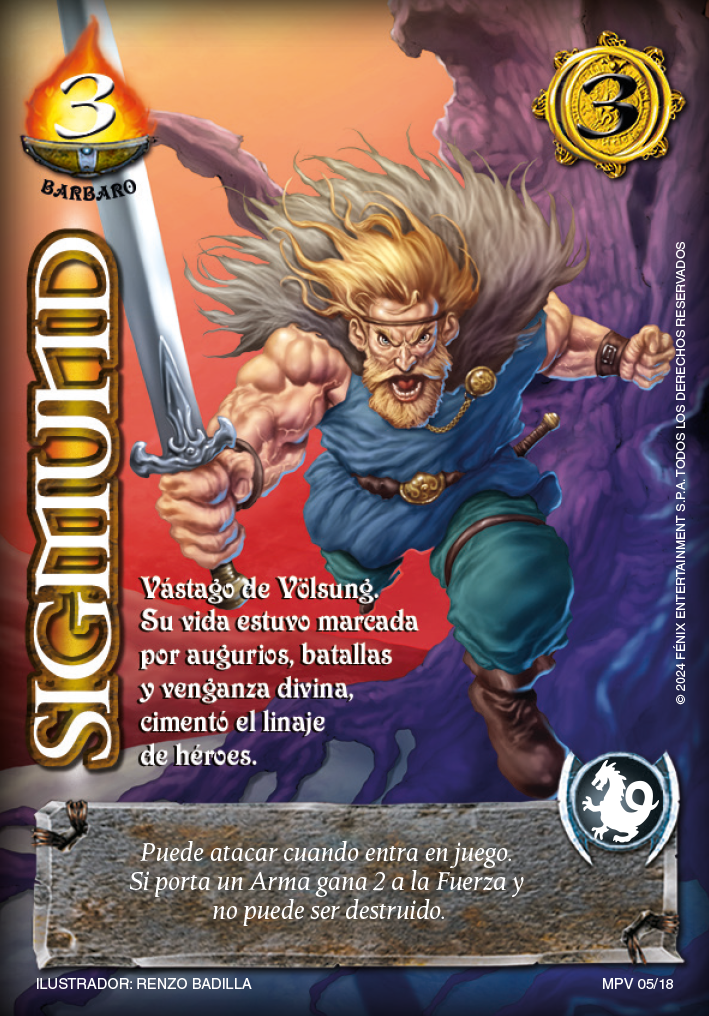 3
BARBARO
3
SIGMUND
Vástago de Völsung.
Su vida estuvo marcada
por augurios, batallas
y venganza divina,
cimentó el linaje
de héroes.
Puede atacar cuando entra en juego.
Si porta un Arma gana 2 a la Fuerza y
no puede ser destruido.
© 2024 FÉNIX ENTERTAINMENT S.P.A. TODOS LOS DERECHOS RESERVADOS
ILUSTRADOR: RENZO BADILLA
MPV 05/18